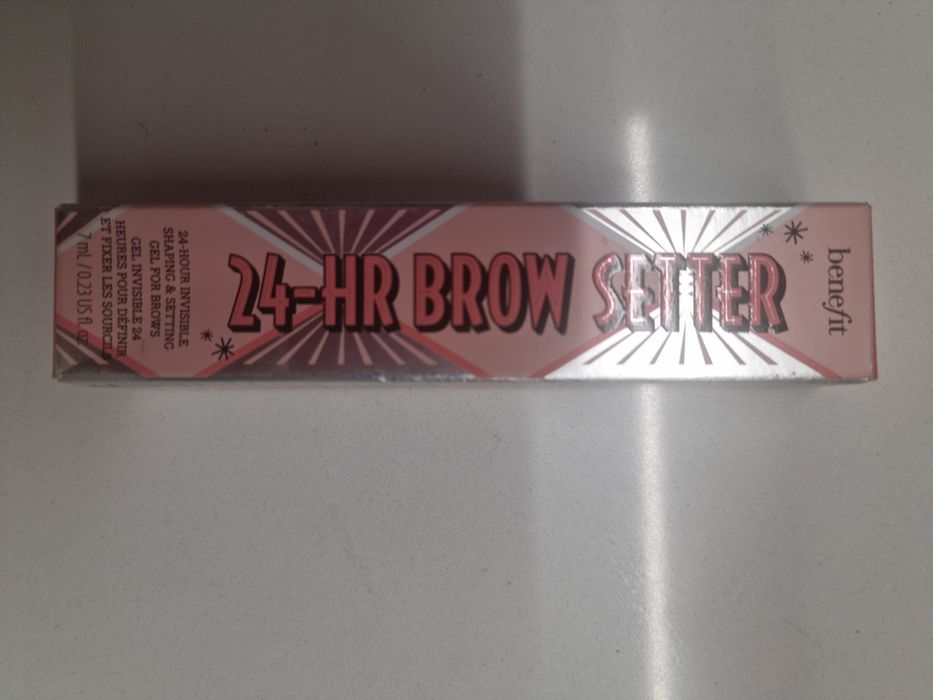 benefit
24-HR BROW SETTER
24-HOUR INVISIBLE
SHAPING & SETTING
GEL FOR BROWS
GEL INVISIBLE 24
HEURES POUR DÉFINIR
ET FIXER LES SOURCILS
7 ml / 0.23 US fl. oz.